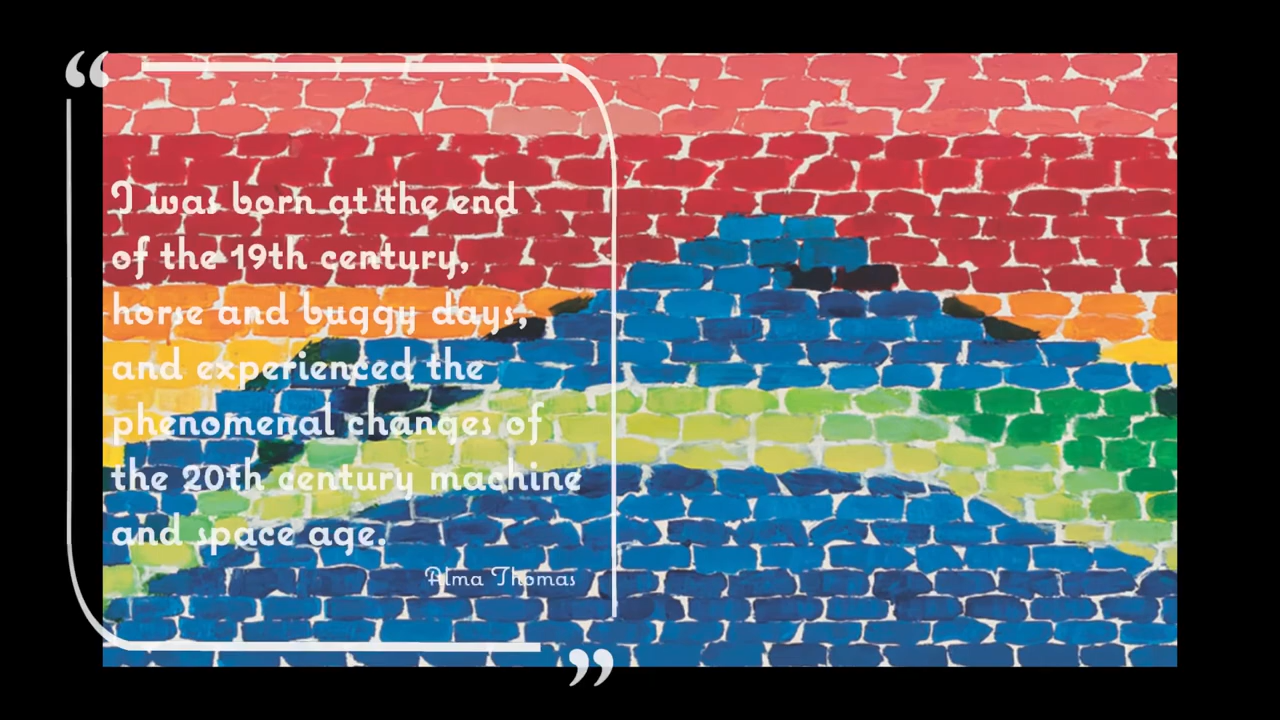 “
I was born at the end
of the 19th century,
horse and buggy days,
and experienced the
phenomenal changes of
the 20th century machine
and space age.
Alma Thomas
”